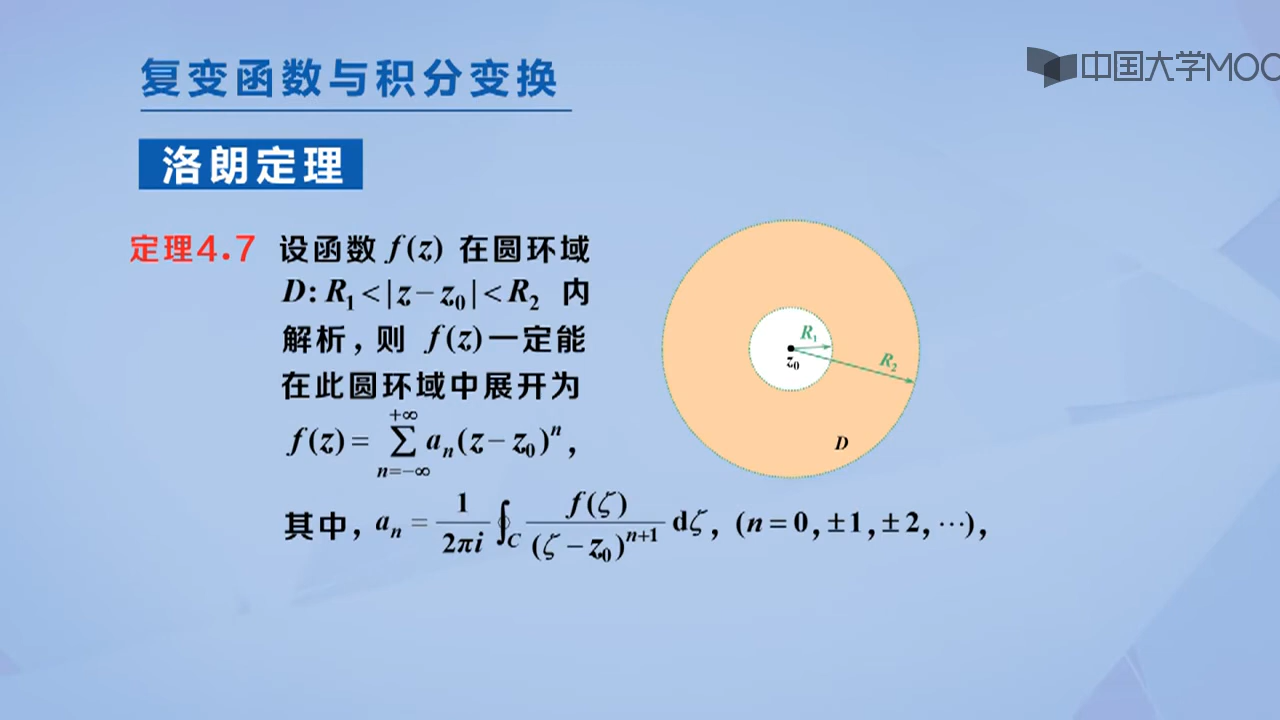 复变函数与积分变换
中国大学MOO
洛朗定理
定理4.7 设函数 f(z) 在圆环域
D: R₁<|z−z₀|<R₂ 内
解析，则 f(z)一定能
在此圆环域中展开为
f(z)= ∑_{n=−∞}^{+∞} aₙ(z−z₀)ⁿ，
其中，aₙ = \frac{1}{2πi} ∮_C \frac{f(ζ)}{(ζ−z₀)^{n+1}} dζ，(n=0,±1,±2,⋯)，
R₁
z₀
R₂
D